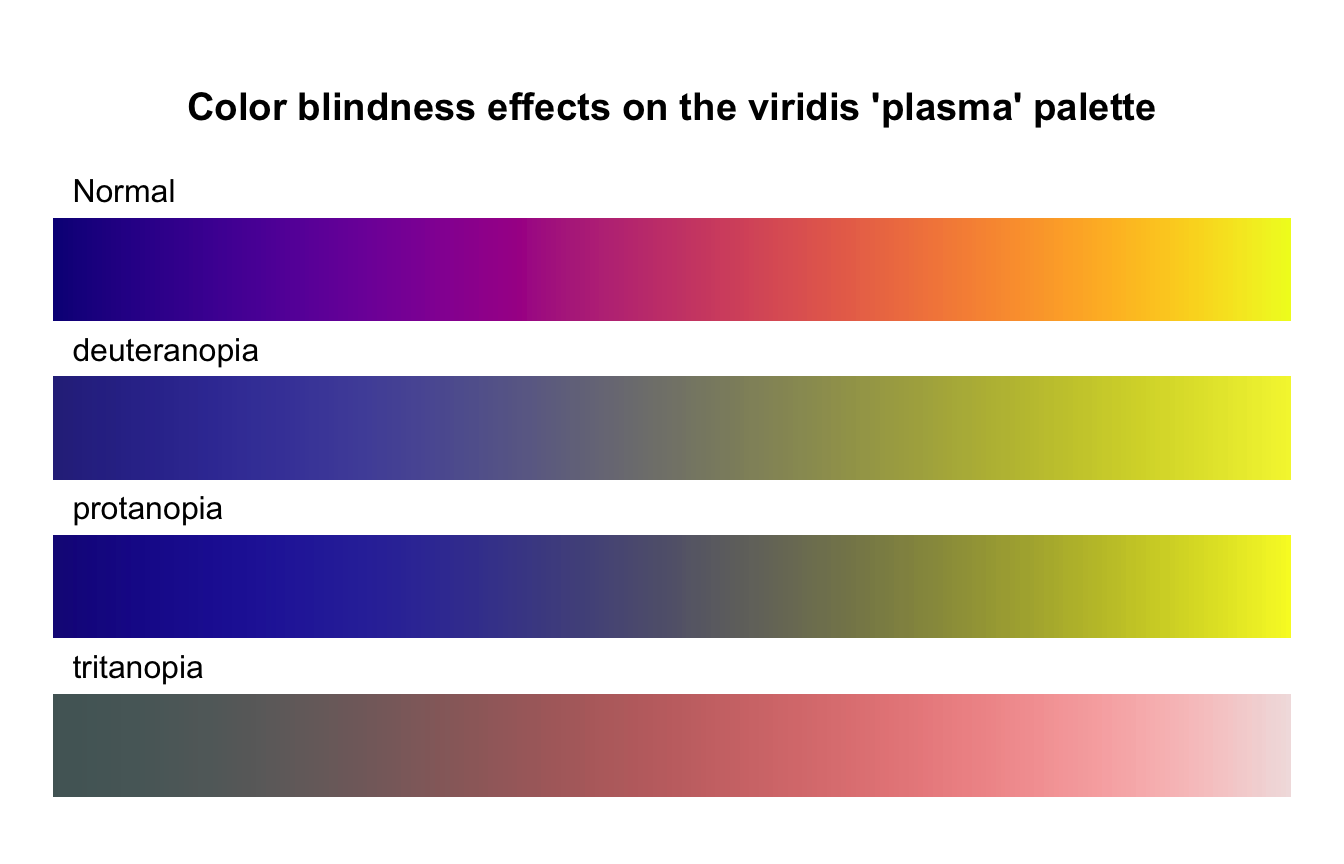 Color blindness effects on the viridis 'plasma' palette
Normal
deuteranopia
protanopia
tritanopia